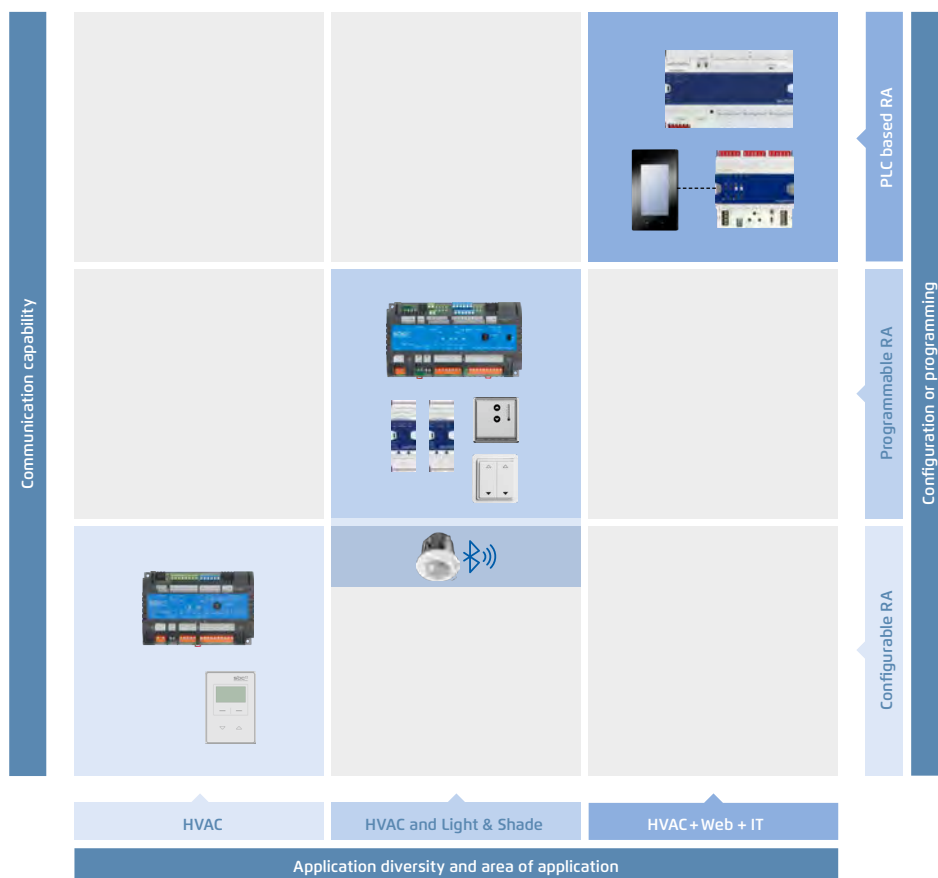 Communication capability
PLC based RA
Programmable RA
Configurable RA
Configuration or programming
HVAC
HVAC and Light & Shade
HVAC + Web + IT
Application diversity and area of application